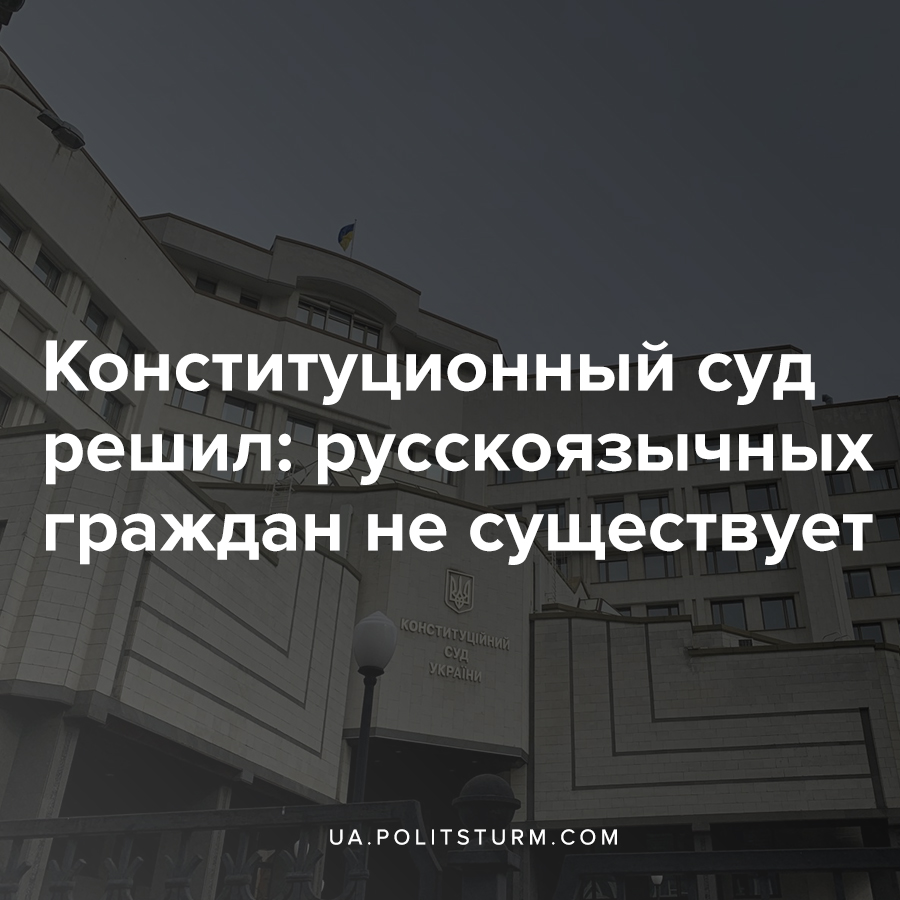 Конституционный суд
решил: русскоязычных
граждан не существует
КОНСТИТУЦІЙНИЙ
СУД
УКРАЇНИ
UA.POLITSTURM.COM